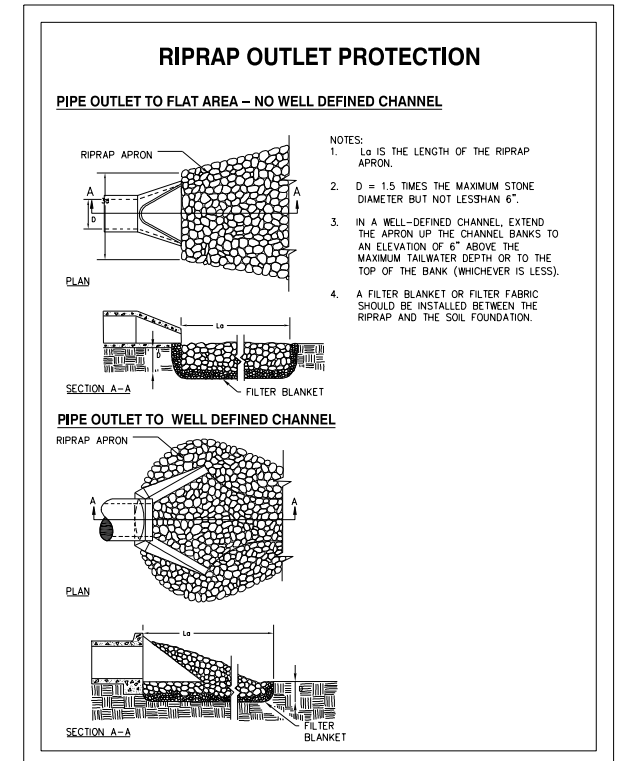 RIPRAP OUTLET PROTECTION
PIPE OUTLET TO FLAT AREA – NO WELL DEFINED CHANNEL
RIPRAP APRON
A
A
3D
D
PLAN
La
D
SECTION A–A
FILTER BLANKET
NOTES:
1. La IS THE LENGTH OF THE RIPRAP
APRON.
2. D = 1.5 TIMES THE MAXIMUM STONE
DIAMETER BUT NOT LESSTHAN 6".
3. IN A WELL–DEFINED CHANNEL, EXTEND
THE APRON UP THE CHANNEL BANKS TO
AN ELEVATION OF 6" ABOVE THE
MAXIMUM TAILWATER DEPTH OR TO THE
TOP OF THE BANK (WHICHEVER IS LESS).
4. A FILTER BLANKET OR FILTER FABRIC
SHOULD BE INSTALLED BETWEEN THE
RIPRAP AND THE SOIL FOUNDATION.
PIPE OUTLET TO WELL DEFINED CHANNEL
RIPRAP APRON
A
A
PLAN
La
SECTION A–A
FILTER
BLANKET